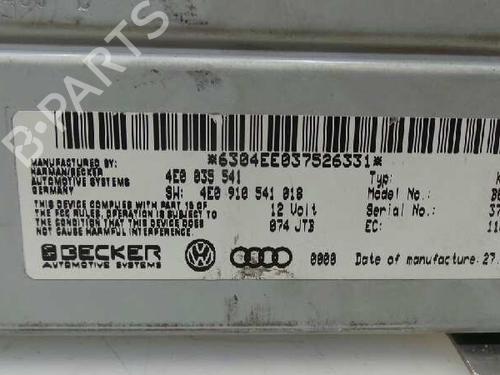 *6304EE037526331*
MANUFACTURED BY
HARMAN/BECKER
AUTOMOTIVE SYSTEMS
GERMANY
4E0 035 541
SW: 4E0 910 541 018
Typ:
Model No.:
THIS DEVICE COMPLIES WITH PART 15 OF
THE FCC RULES. OPERATION IS SUBJECT TO
THE CONDITION THAT THIS DEVICE DOES
NOT CAUSE HARMFUL INTERFERENCE.
12 Volt
074 JTB
Serial No.:
EC:
BECKER
AUTOMOTIVE SYSTEMS
0000
Date of manufacture: 27.
B-Parts